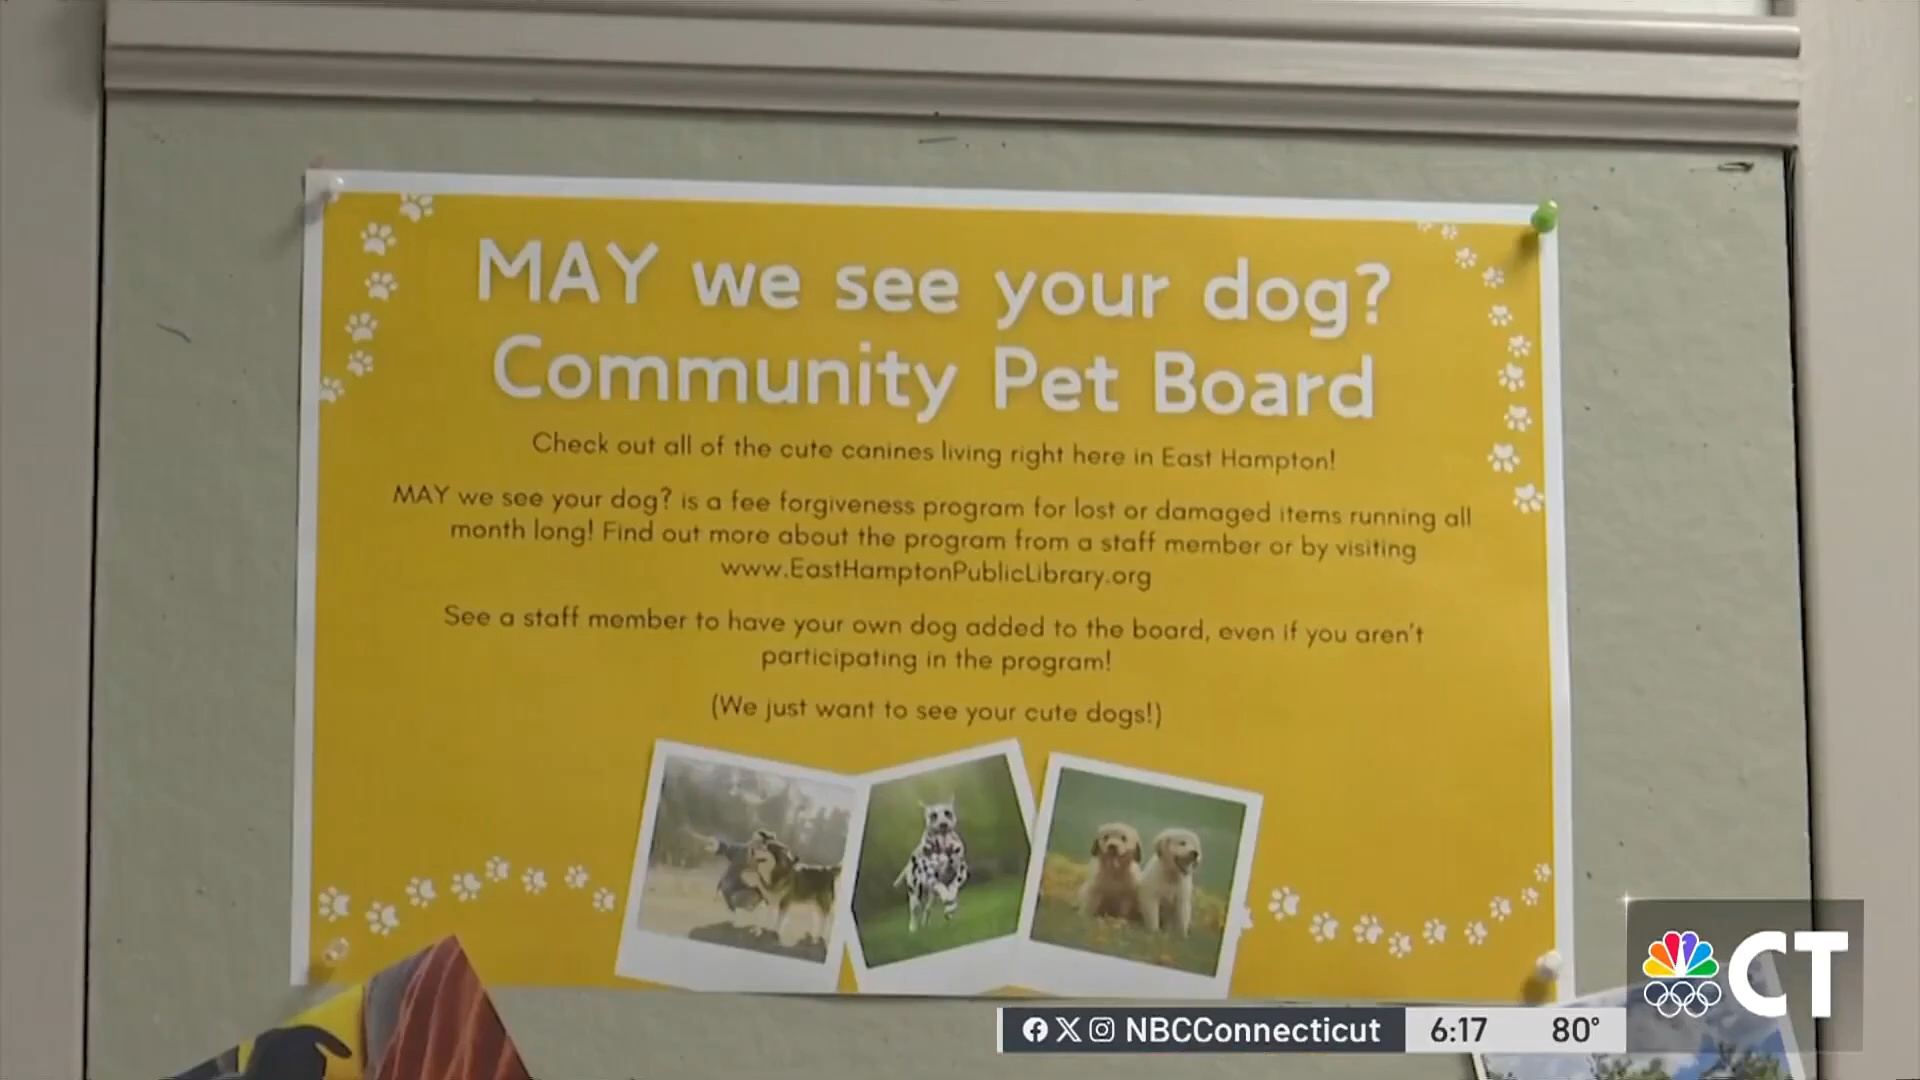 MAY we see your dog?
Community Pet Board
Check out all of the cute canines living right here in East Hampton!
MAY we see your dog? is a fee forgiveness program for lost or damaged items running all
month long! Find out more about the program from a staff member or by visiting
www.EastHamptonPublicLibrary.org
See a staff member to have your own dog added to the board, even if you aren't
participating in the program!
(We just want to see your cute dogs!)
CT
NBCConnecticut 6:17 80°